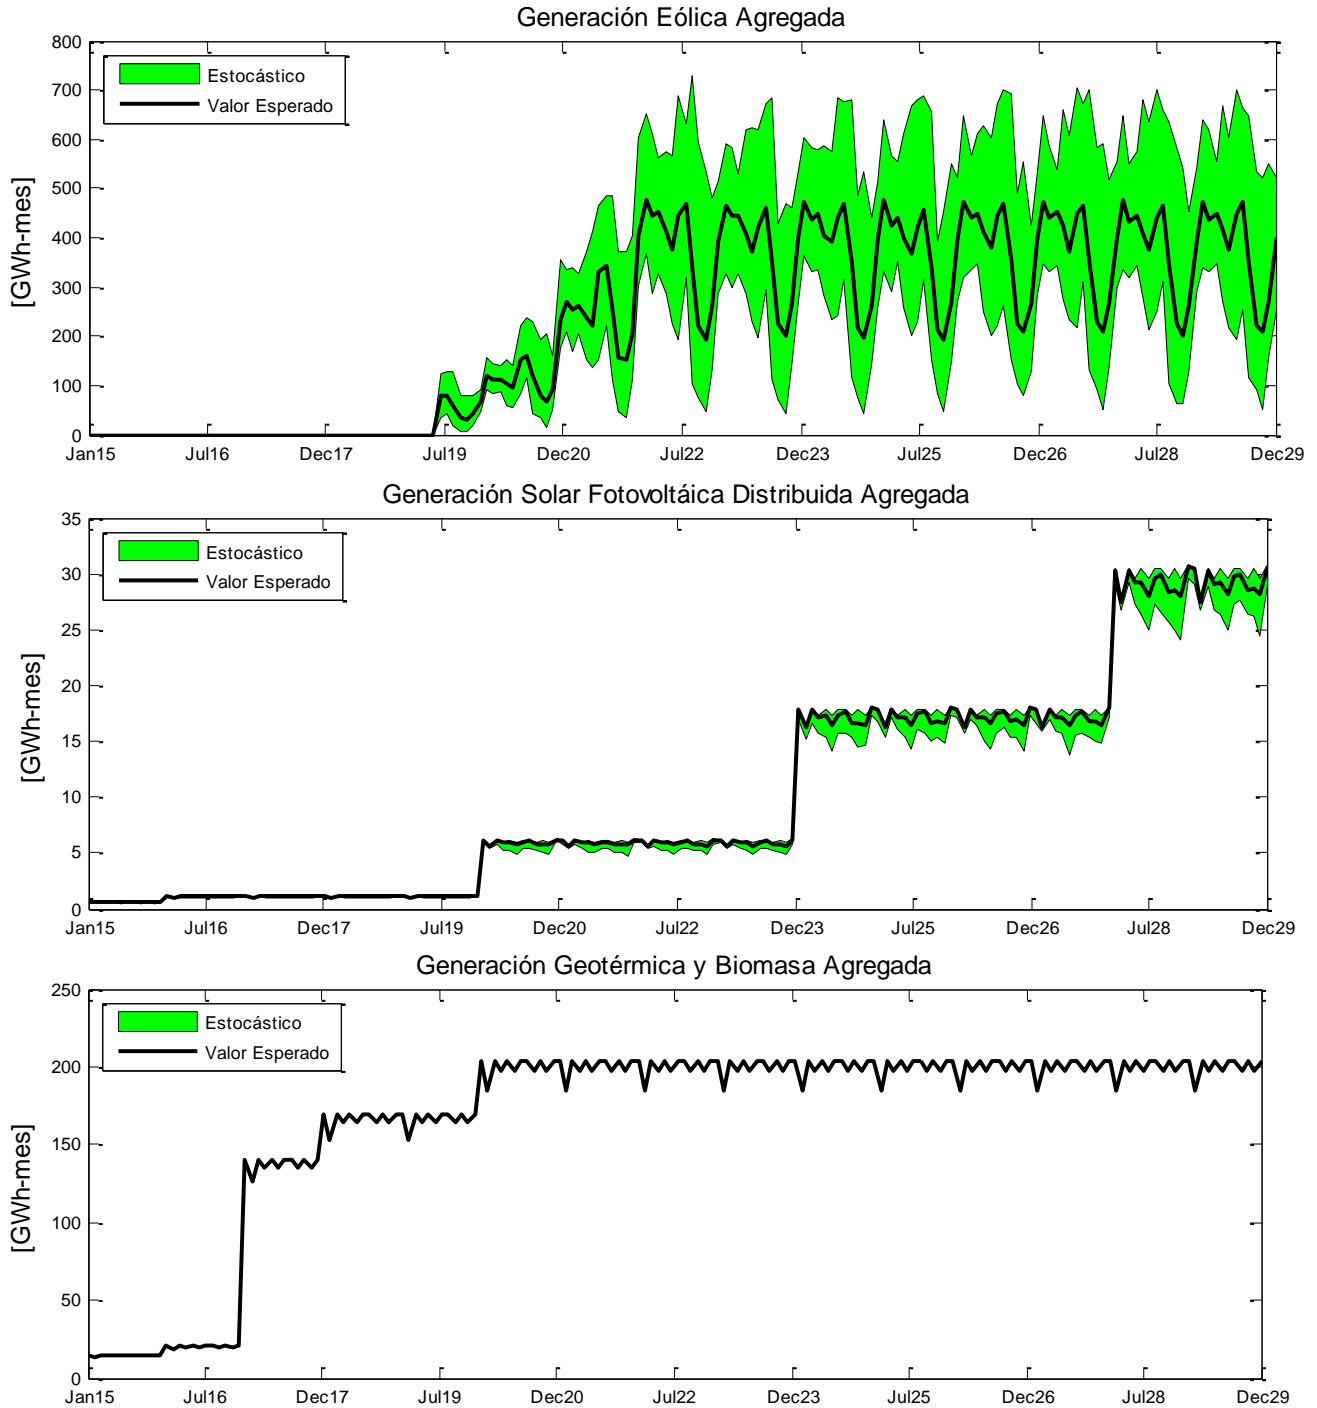 Generación Eólica Agregada
800
700
600
500
400
300
200
100
0
[GWh-mes]
Estocástico
Valor Esperado
Jan15 Jul16 Dec17 Jul19 Dec20 Jul22 Dec23 Jul25 Dec26 Jul28 Dec29
Generación Solar Fotovoltáica Distribuida Agregada
35
30
25
20
15
10
5
0
[GWh-mes]
Estocástico
Valor Esperado
Jan15 Jul16 Dec17 Jul19 Dec20 Jul22 Dec23 Jul25 Dec26 Jul28 Dec29
Generación Geotérmica y Biomasa Agregada
250
200
150
100
50
0
[GWh-mes]
Estocástico
Valor Esperado
Jan15 Jul16 Dec17 Jul19 Dec20 Jul22 Dec23 Jul25 Dec26 Jul28 Dec29